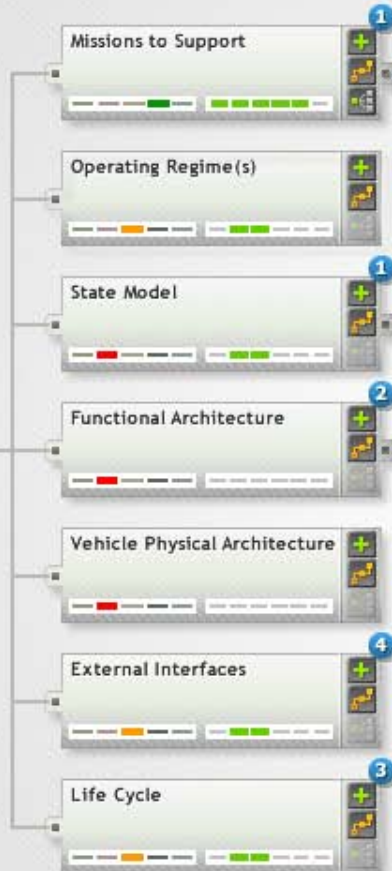 1
Missions to Support
Operating Regime(s)
1
State Model
2
Functional Architecture
Vehicle Physical Architecture
4
External Interfaces
3
Life Cycle